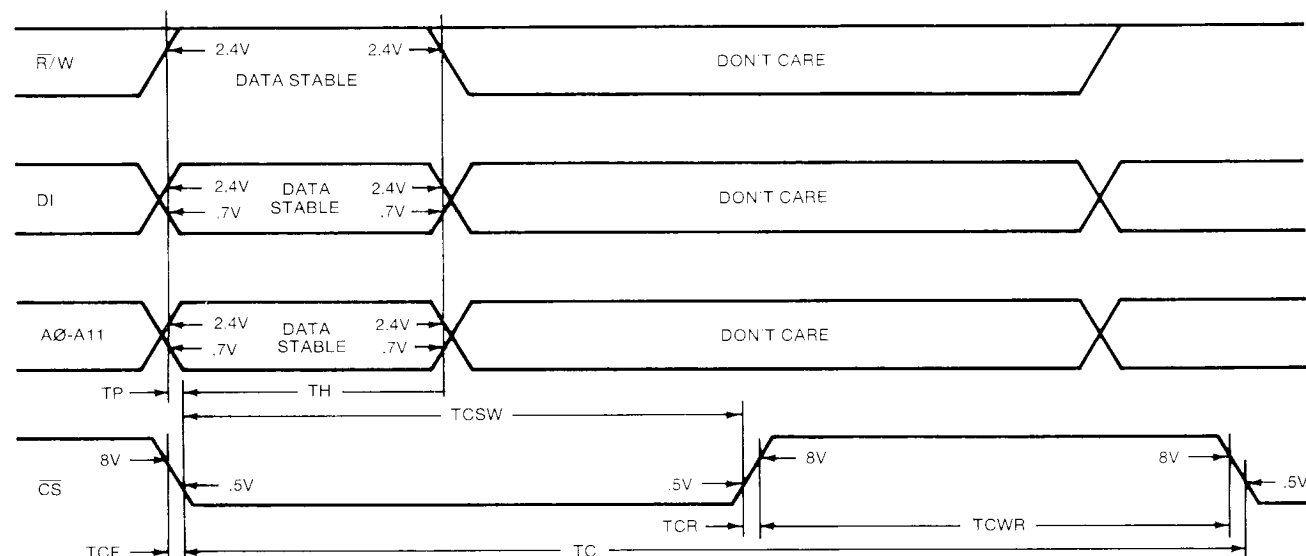 R̅/W
2.4V 2.4V
DATA STABLE
DON'T CARE
DI
2.4V DATA STABLE 2.4V
.7V .7V
DON'T CARE
AØ-A11
2.4V DATA STABLE 2.4V
.7V .7V
DON'T CARE
TP TH
TCSW
C̅S̅
8V 8V 8V
.5V .5V .5V
TCR TCWR
TCF TC